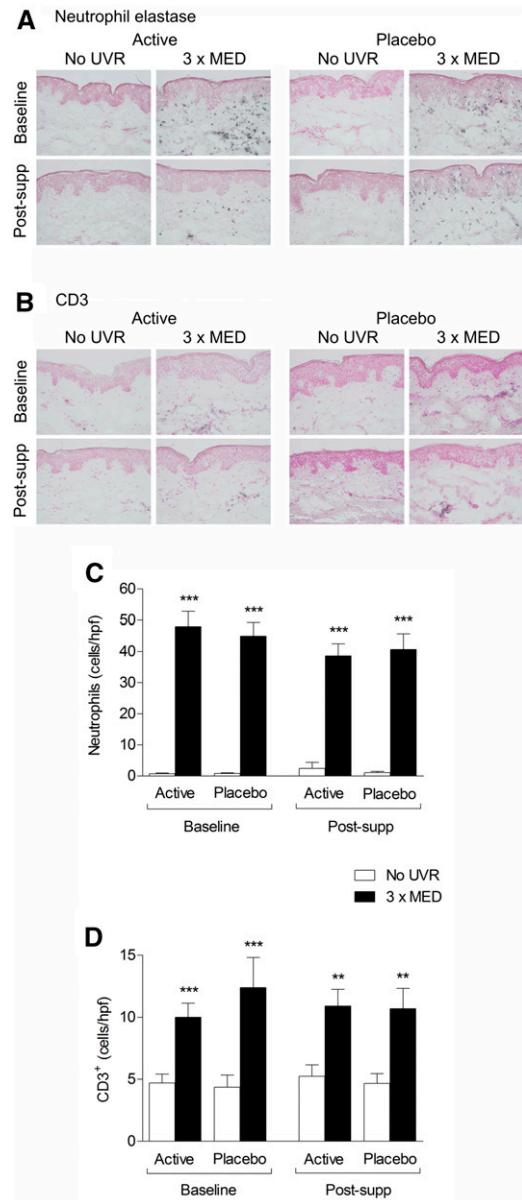 A Neutrophil elastase
Active Placebo
No UVR 3 x MED No UVR 3 x MED
Baseline
Post-supp
B CD3
Active Placebo
No UVR 3 x MED No UVR 3 x MED
Baseline
Post-supp
C
Neutrophils (cells/hpf)
60
50
40
30
20
10
0
*** *** *** ***
Active Placebo Active Placebo
Baseline Post-supp
No UVR
3 x MED
D
CD3+ (cells/hpf)
15
10
5
0
*** *** ** **
Active Placebo Active Placebo
Baseline Post-supp